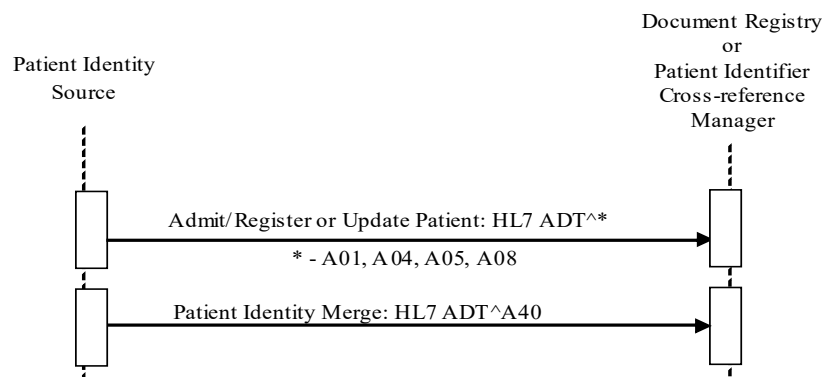 Patient Identity
Source
Document Registry
or
Patient Identifier
Cross-reference
Manager
Admit/Register or Update Patient: HL7 ADT^*
* - A01, A04, A05, A08
Patient Identity Merge: HL7 ADT^A40